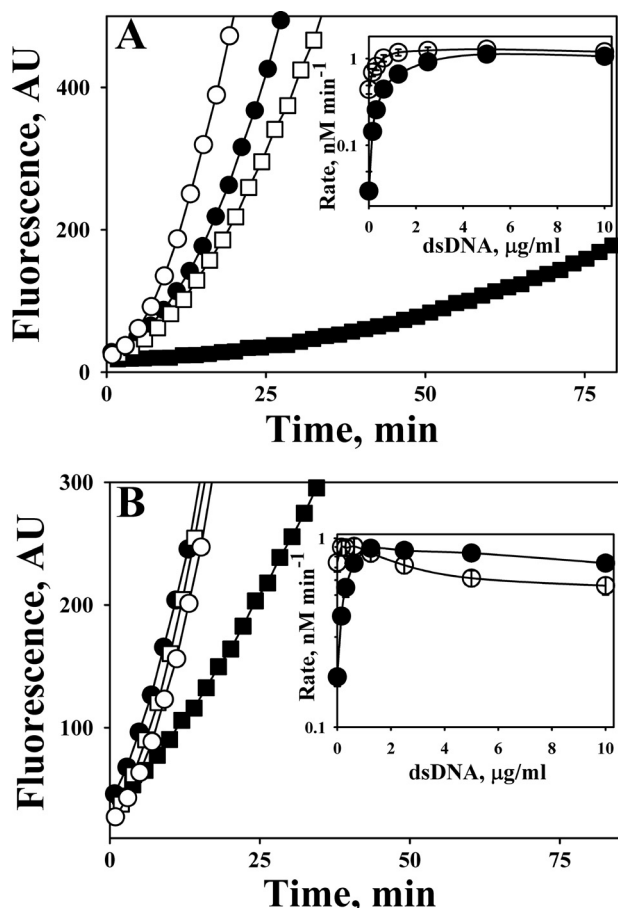 A
Fluorescence, AU
400
200
0
25
50
75
Time, min
Rate, nM min-1
1
0.1
0 2 4 6 8 10
dsDNA, μg/ml
B
Fluorescence, AU
300
200
100
0
25
50
75
Time, min
Rate, nM min-1
1
0.1
0 2 4 6 8 10
dsDNA, μg/ml